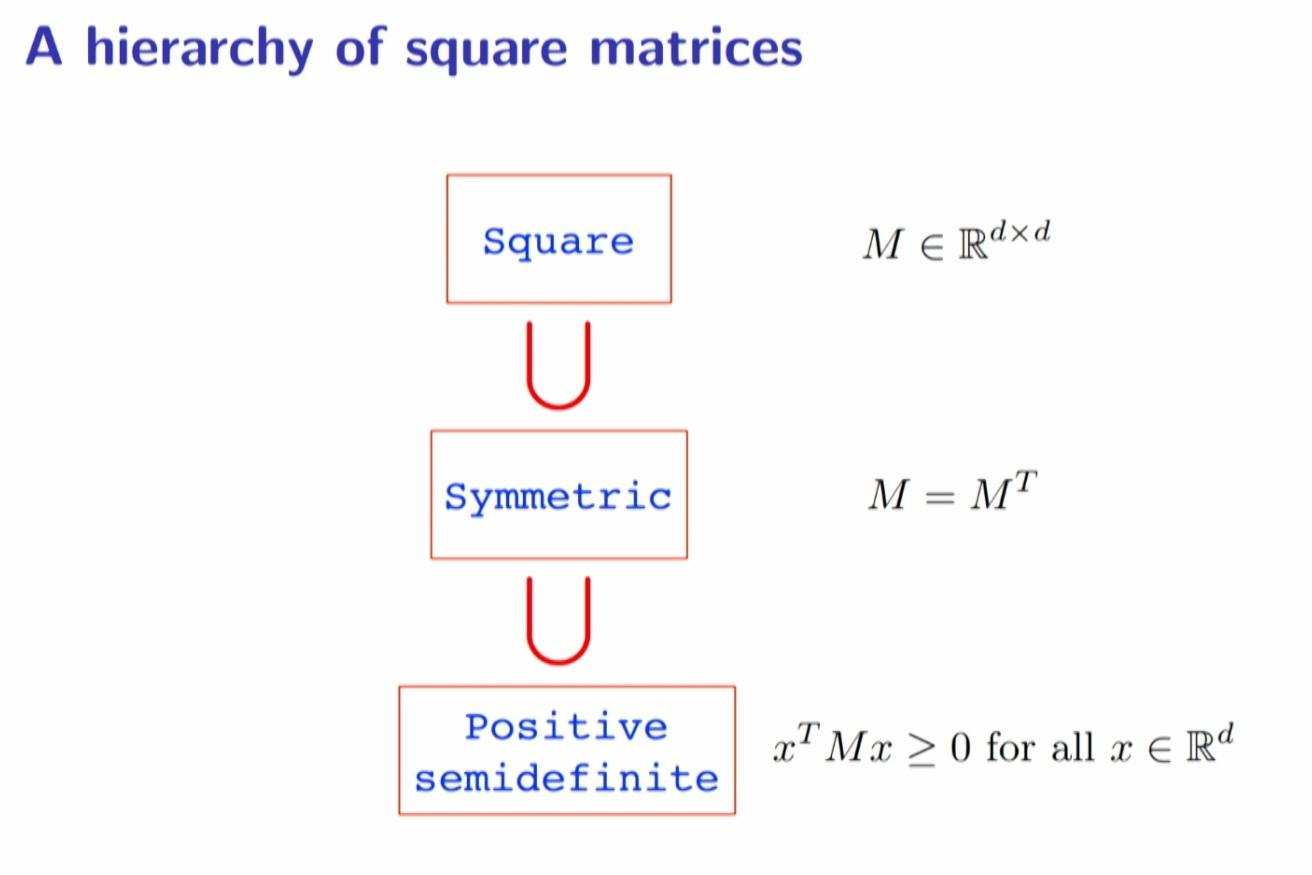 A hierarchy of square matrices
Square
M ∈ ℝ^{d×d}
∪
Symmetric
M = M^T
∪
Positive
semidefinite
x^T Mx ≥ 0 for all x ∈ ℝ^d